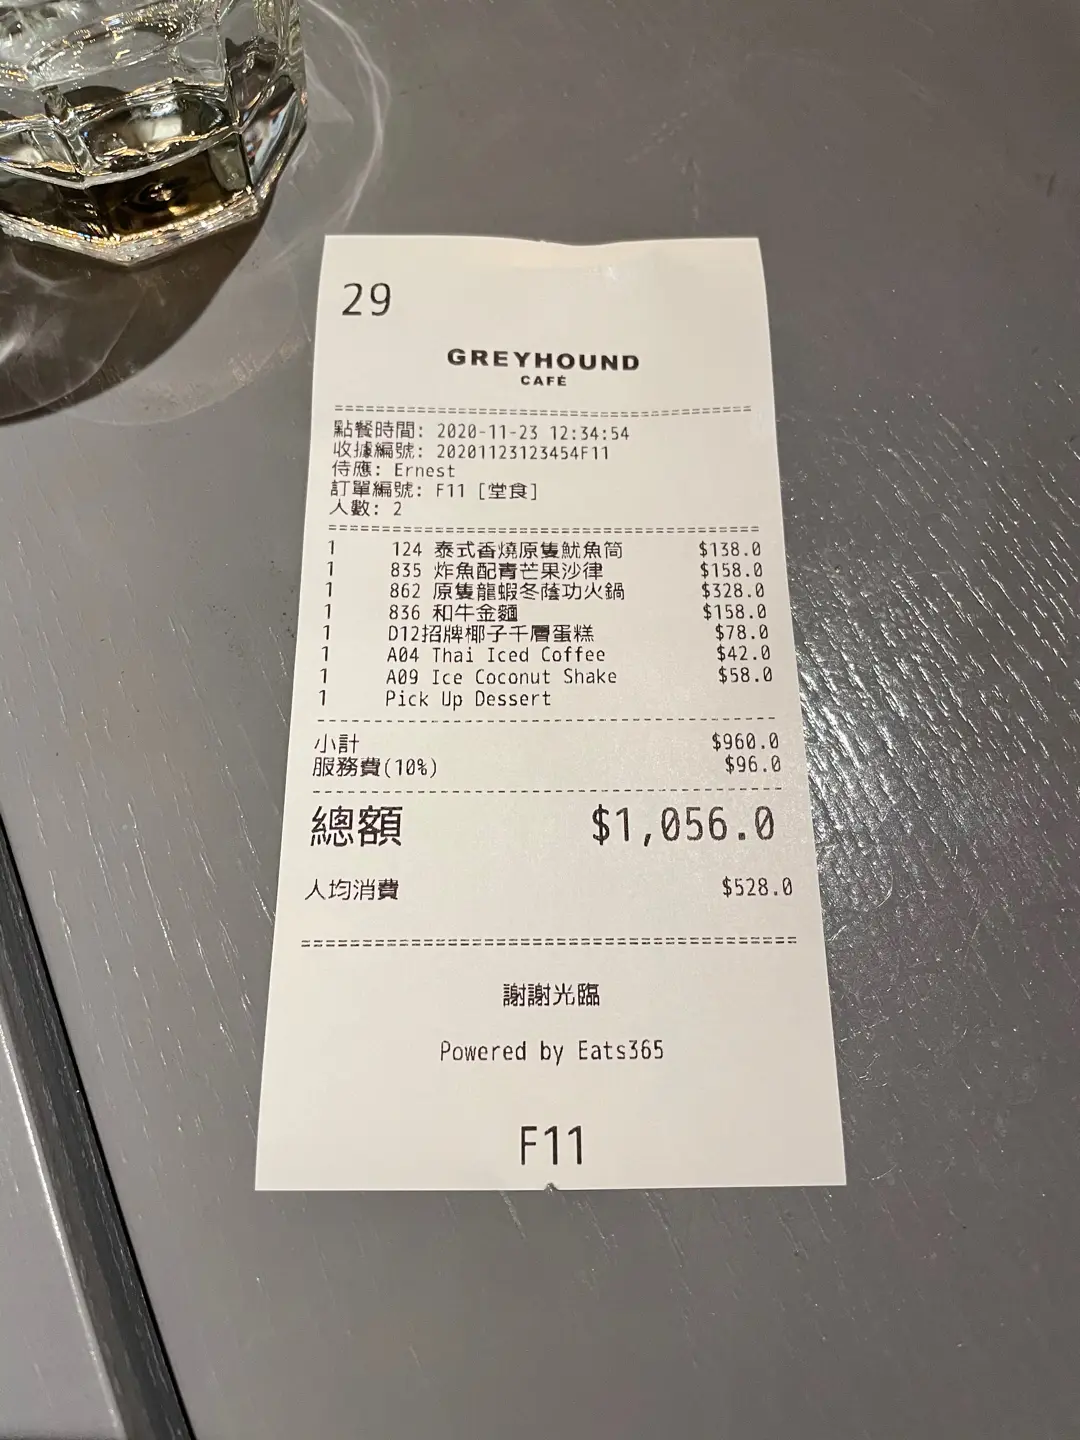 29
GREYHOUND
CAFÉ
========================================
點餐時間: 2020-11-23 12:34:54
收據編號: 20201123123454F11
侍應: Ernest
訂單編號: F11 [堂食]
人數: 2
========================================
1 124 泰式香燒原隻魷魚筒 $138.0
1 835 炸魚配青芒果沙律 $158.0
1 862 原隻龍蝦冬蔭功火鍋 $328.0
1 836 和牛金麵 $158.0
1 D12招牌椰子千層蛋糕 $78.0
1 A04 Thai Iced Coffee $42.0
1 A09 Ice Coconut Shake $58.0
1 Pick Up Dessert
----------------------------------------
小計 $960.0
服務費(10%) $96.0
----------------------------------------
總額 $1,056.0
人均消費 $528.0
========================================
謝謝光臨
Powered by Eats365
F11